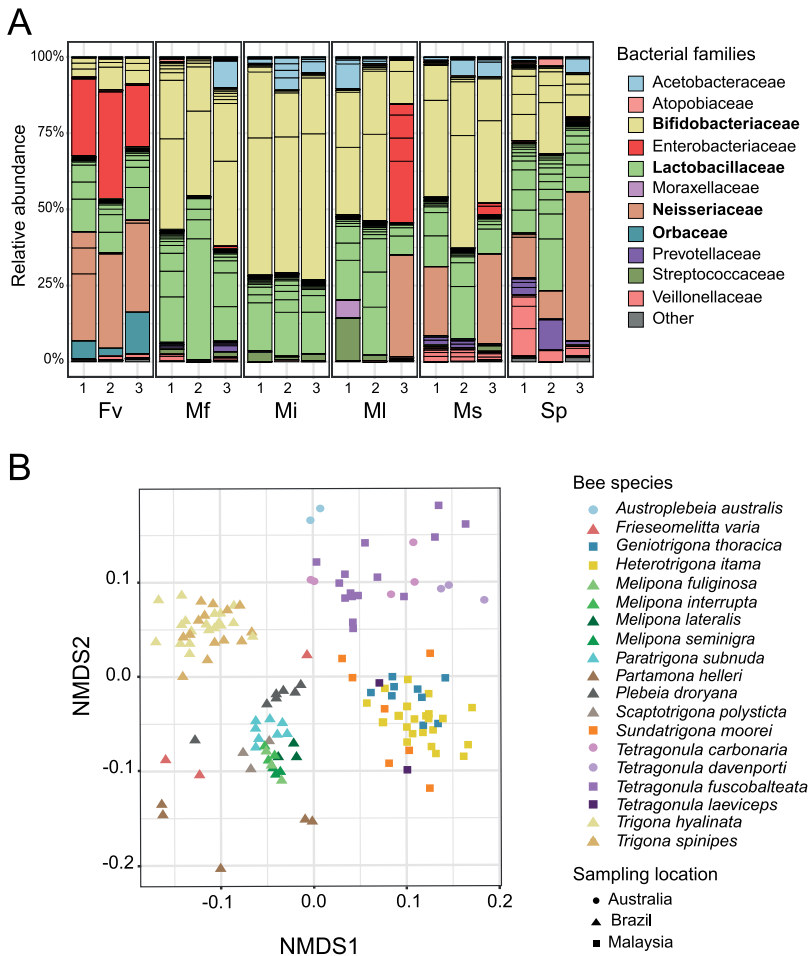 A
Relative abundance
100%
75%
50%
25%
0%
1 2 3 1 2 3 1 2 3 1 2 3 1 2 3 1 2 3
Fv Mf Mi Ml Ms Sp
Bacterial families
Acetobacteraceae
Atopobiaceae
Bifidobacteriaceae
Enterobacteriaceae
Lactobacillaceae
Moraxellaceae
Neisseriaceae
Orbaceae
Prevotellaceae
Streptococcaceae
Veillonellaceae
Other
B
NMDS2
0.1
0.0
-0.1
-0.2
-0.1 0.0 0.1 0.2
NMDS1
Bee species
Austroplebeia australis
Frieseomelitta varia
Geniotrigona thoracica
Heterotrigona itama
Melipona fuliginosa
Melipona interrupta
Melipona lateralis
Melipona seminigra
Paratrigona subnuda
Partamona helleri
Plebeia droryana
Scaptotrigona polysticta
Sundatrigona moorei
Tetragonula carbonaria
Tetragonula davenporti
Tetragonula fuscobalteata
Tetragonula laeviceps
Trigona hyalinata
Trigona spinipes
Sampling location
Australia
Brazil
Malaysia